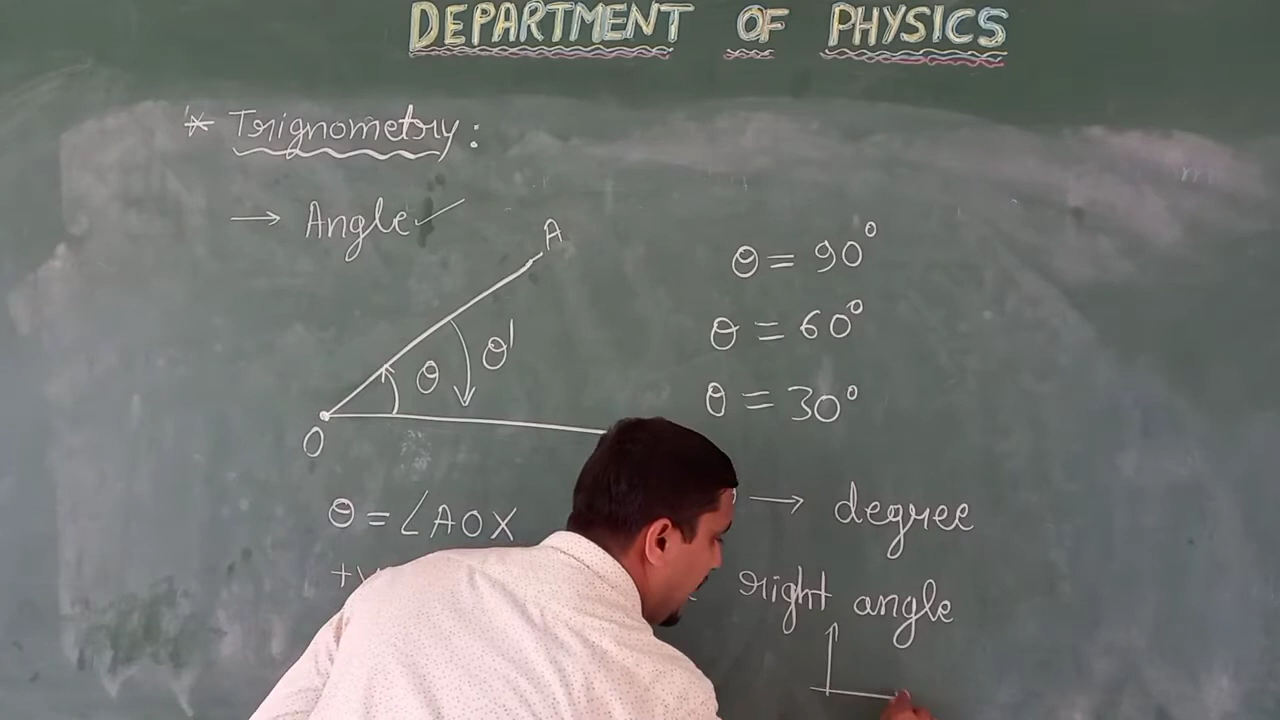 DEPARTMENT OF PHYSICS
* Trignometry:
→ Angle ✓
A
θ'
θ
O
θ = ∠AOX
θ = 90°
θ = 60°
θ = 30°
→ degree
right angle